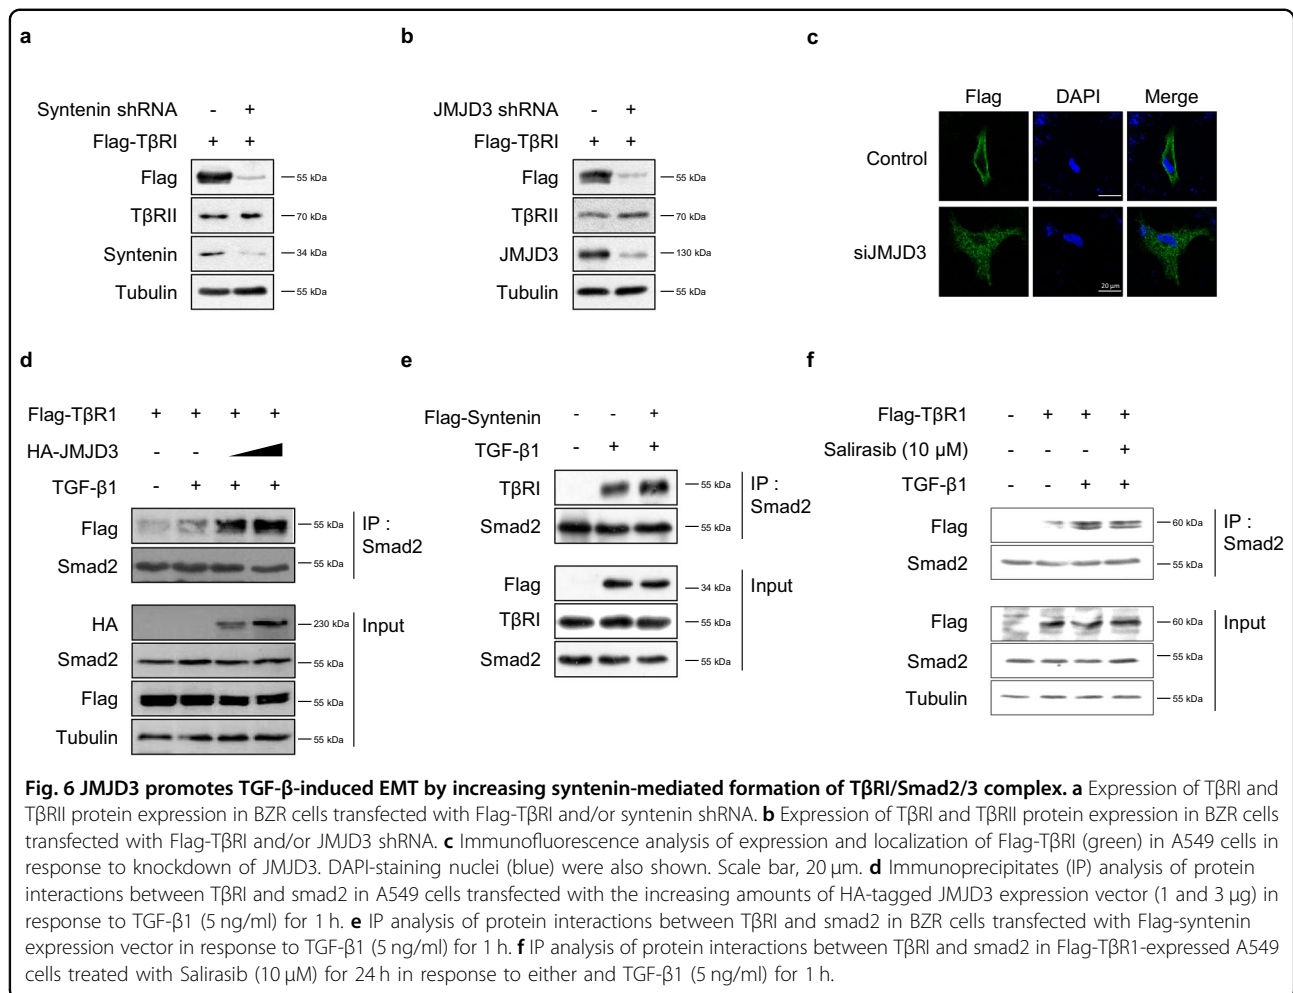 a
Syntenin shRNA - +
Flag-TβRI + +
Flag 55 kDa
TβRII 70 kDa
Syntenin 34 kDa
Tubulin 55 kDa
b
JMJD3 shRNA - +
Flag-TβRI + +
Flag 55 kDa
TβRII 70 kDa
JMJD3 130 kDa
Tubulin 55 kDa
c
Flag DAPI Merge
Control
siJMJD3
20 µm
d
Flag-TβR1 + + + +
HA-JMJD3 - -
TGF-β1 - + + +
Flag 55 kDa
Smad2 55 kDa
IP :
Smad2
HA 230 kDa
Smad2 55 kDa
Flag 55 kDa
Tubulin 55 kDa
Input
e
Flag-Syntenin - - +
TGF-β1 - + +
TβRI 55 kDa
Smad2 55 kDa
IP :
Smad2
Flag 34 kDa
TβRI 55 kDa
Smad2 55 kDa
Input
f
Flag-TβR1 - + + +
Salirasib (10 µM) - - - +
TGF-β1 - - + +
Flag 60 kDa
Smad2 55 kDa
IP :
Smad2
Flag 60 kDa
Smad2 55 kDa
Tubulin 55 kDa
Input
Fig. 6 JMJD3 promotes TGF-β-induced EMT by increasing syntenin-mediated formation of TβRI/Smad2/3 complex. a Expression of TβRI and
TβRII protein expression in BZR cells transfected with Flag-TβRI and/or syntenin shRNA. b Expression of TβRI and TβRII protein expression in BZR cells
transfected with Flag-TβRI and/or JMJD3 shRNA. c Immunofluorescence analysis of expression and localization of Flag-TβRI (green) in A549 cells in
response to knockdown of JMJD3. DAPI-staining nuclei (blue) were also shown. Scale bar, 20 µm. d Immunoprecipitates (IP) analysis of protein
interactions between TβRI and smad2 in A549 cells transfected with the increasing amounts of HA-tagged JMJD3 expression vector (1 and 3 µg) in
response to TGF-β1 (5 ng/ml) for 1 h. e IP analysis of protein interactions between TβRI and smad2 in BZR cells transfected with Flag-syntenin
expression vector in response to TGF-β1 (5 ng/ml) for 1 h. f IP analysis of protein interactions between TβRI and smad2 in Flag-TβR1-expressed A549
cells treated with Salirasib (10 µM) for 24 h in response to either and TGF-β1 (5 ng/ml) for 1 h.